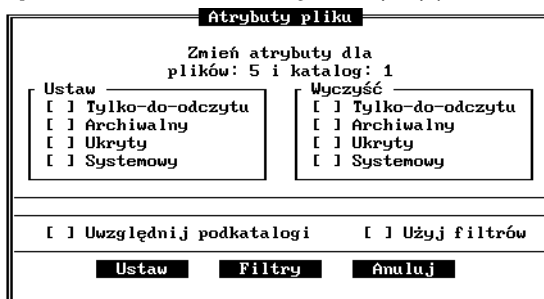 Atrybuty pliku
Zmień atrybuty dla
plików: 5 i katalog: 1
Ustaw
[ ] Tylko-do-odczytu
[ ] Archiwalny
[ ] Ukryty
[ ] Systemowy
Wyczyść
[ ] Tylko-do-odczytu
[ ] Archiwalny
[ ] Ukryty
[ ] Systemowy
[ ] Uwzględnij podkatalogi [ ] Użyj filtrów
Ustaw Filtry Anuluj